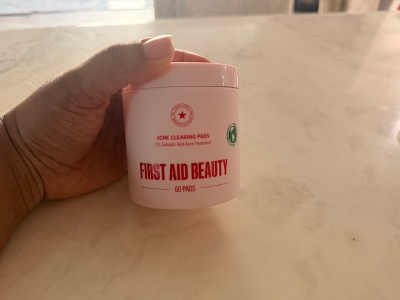 ACNE CLEARING PADS
2% Salicylic Acid Acne Treatment
FIRST AID BEAUTY
60 PADS